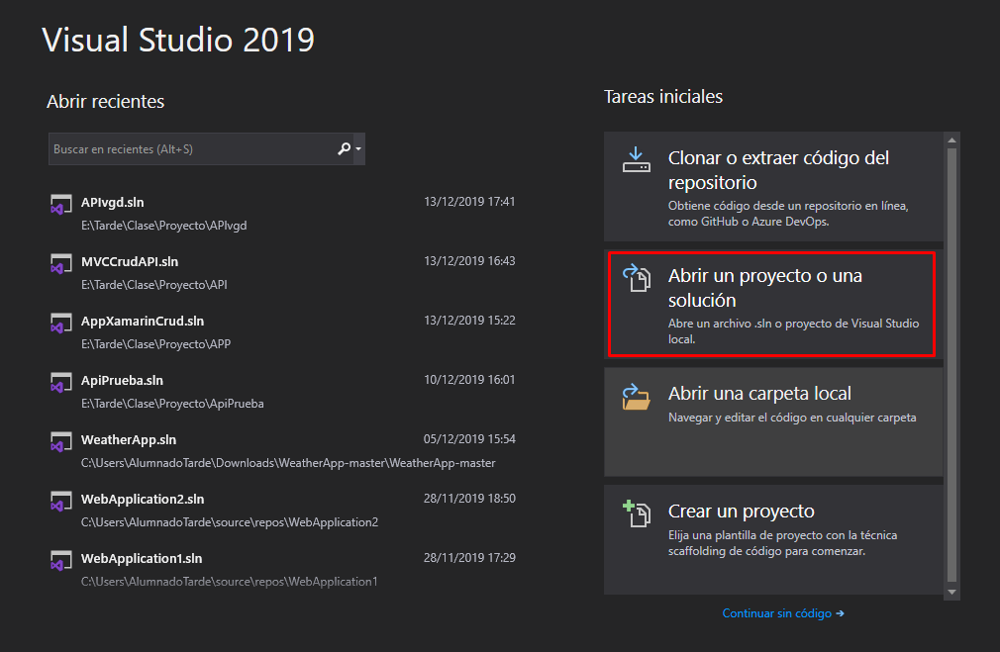 Visual Studio 2019
Abrir recientes
Buscar en recientes (Alt+S)
APIvgd.sln 13/12/2019 17:41
E:\Tarde\Clase\Proyecto\APIvgd
MVCCrudAPI.sln 13/12/2019 16:43
E:\Tarde\Clase\Proyecto\API
AppXamarinCrud.sln 13/12/2019 15:22
E:\Tarde\Clase\Proyecto\APP
ApiPrueba.sln 10/12/2019 16:01
E:\Tarde\Clase\Proyecto\ApiPrueba
WeatherApp.sln 05/12/2019 15:54
C:\Users\AlumnadoTarde\Downloads\WeatherApp-master\WeatherApp-master
WebApplication2.sln 28/11/2019 18:50
C:\Users\AlumnadoTarde\source\repos\WebApplication2
WebApplication1.sln 28/11/2019 17:29
C:\Users\AlumnadoTarde\source\repos\WebApplication1
Tareas iniciales
Clonar o extraer código del
repositorio
Obtiene código desde un repositorio en línea,
como GitHub o Azure DevOps.
Abrir un proyecto o una
solución
Abre un archivo .sln o proyecto de Visual Studio
local.
Abrir una carpeta local
Navegar y editar el código en cualquier carpeta
Crear un proyecto
Elija una plantilla de proyecto con la técnica
scaffolding de código para comenzar.
Continuar sin código →